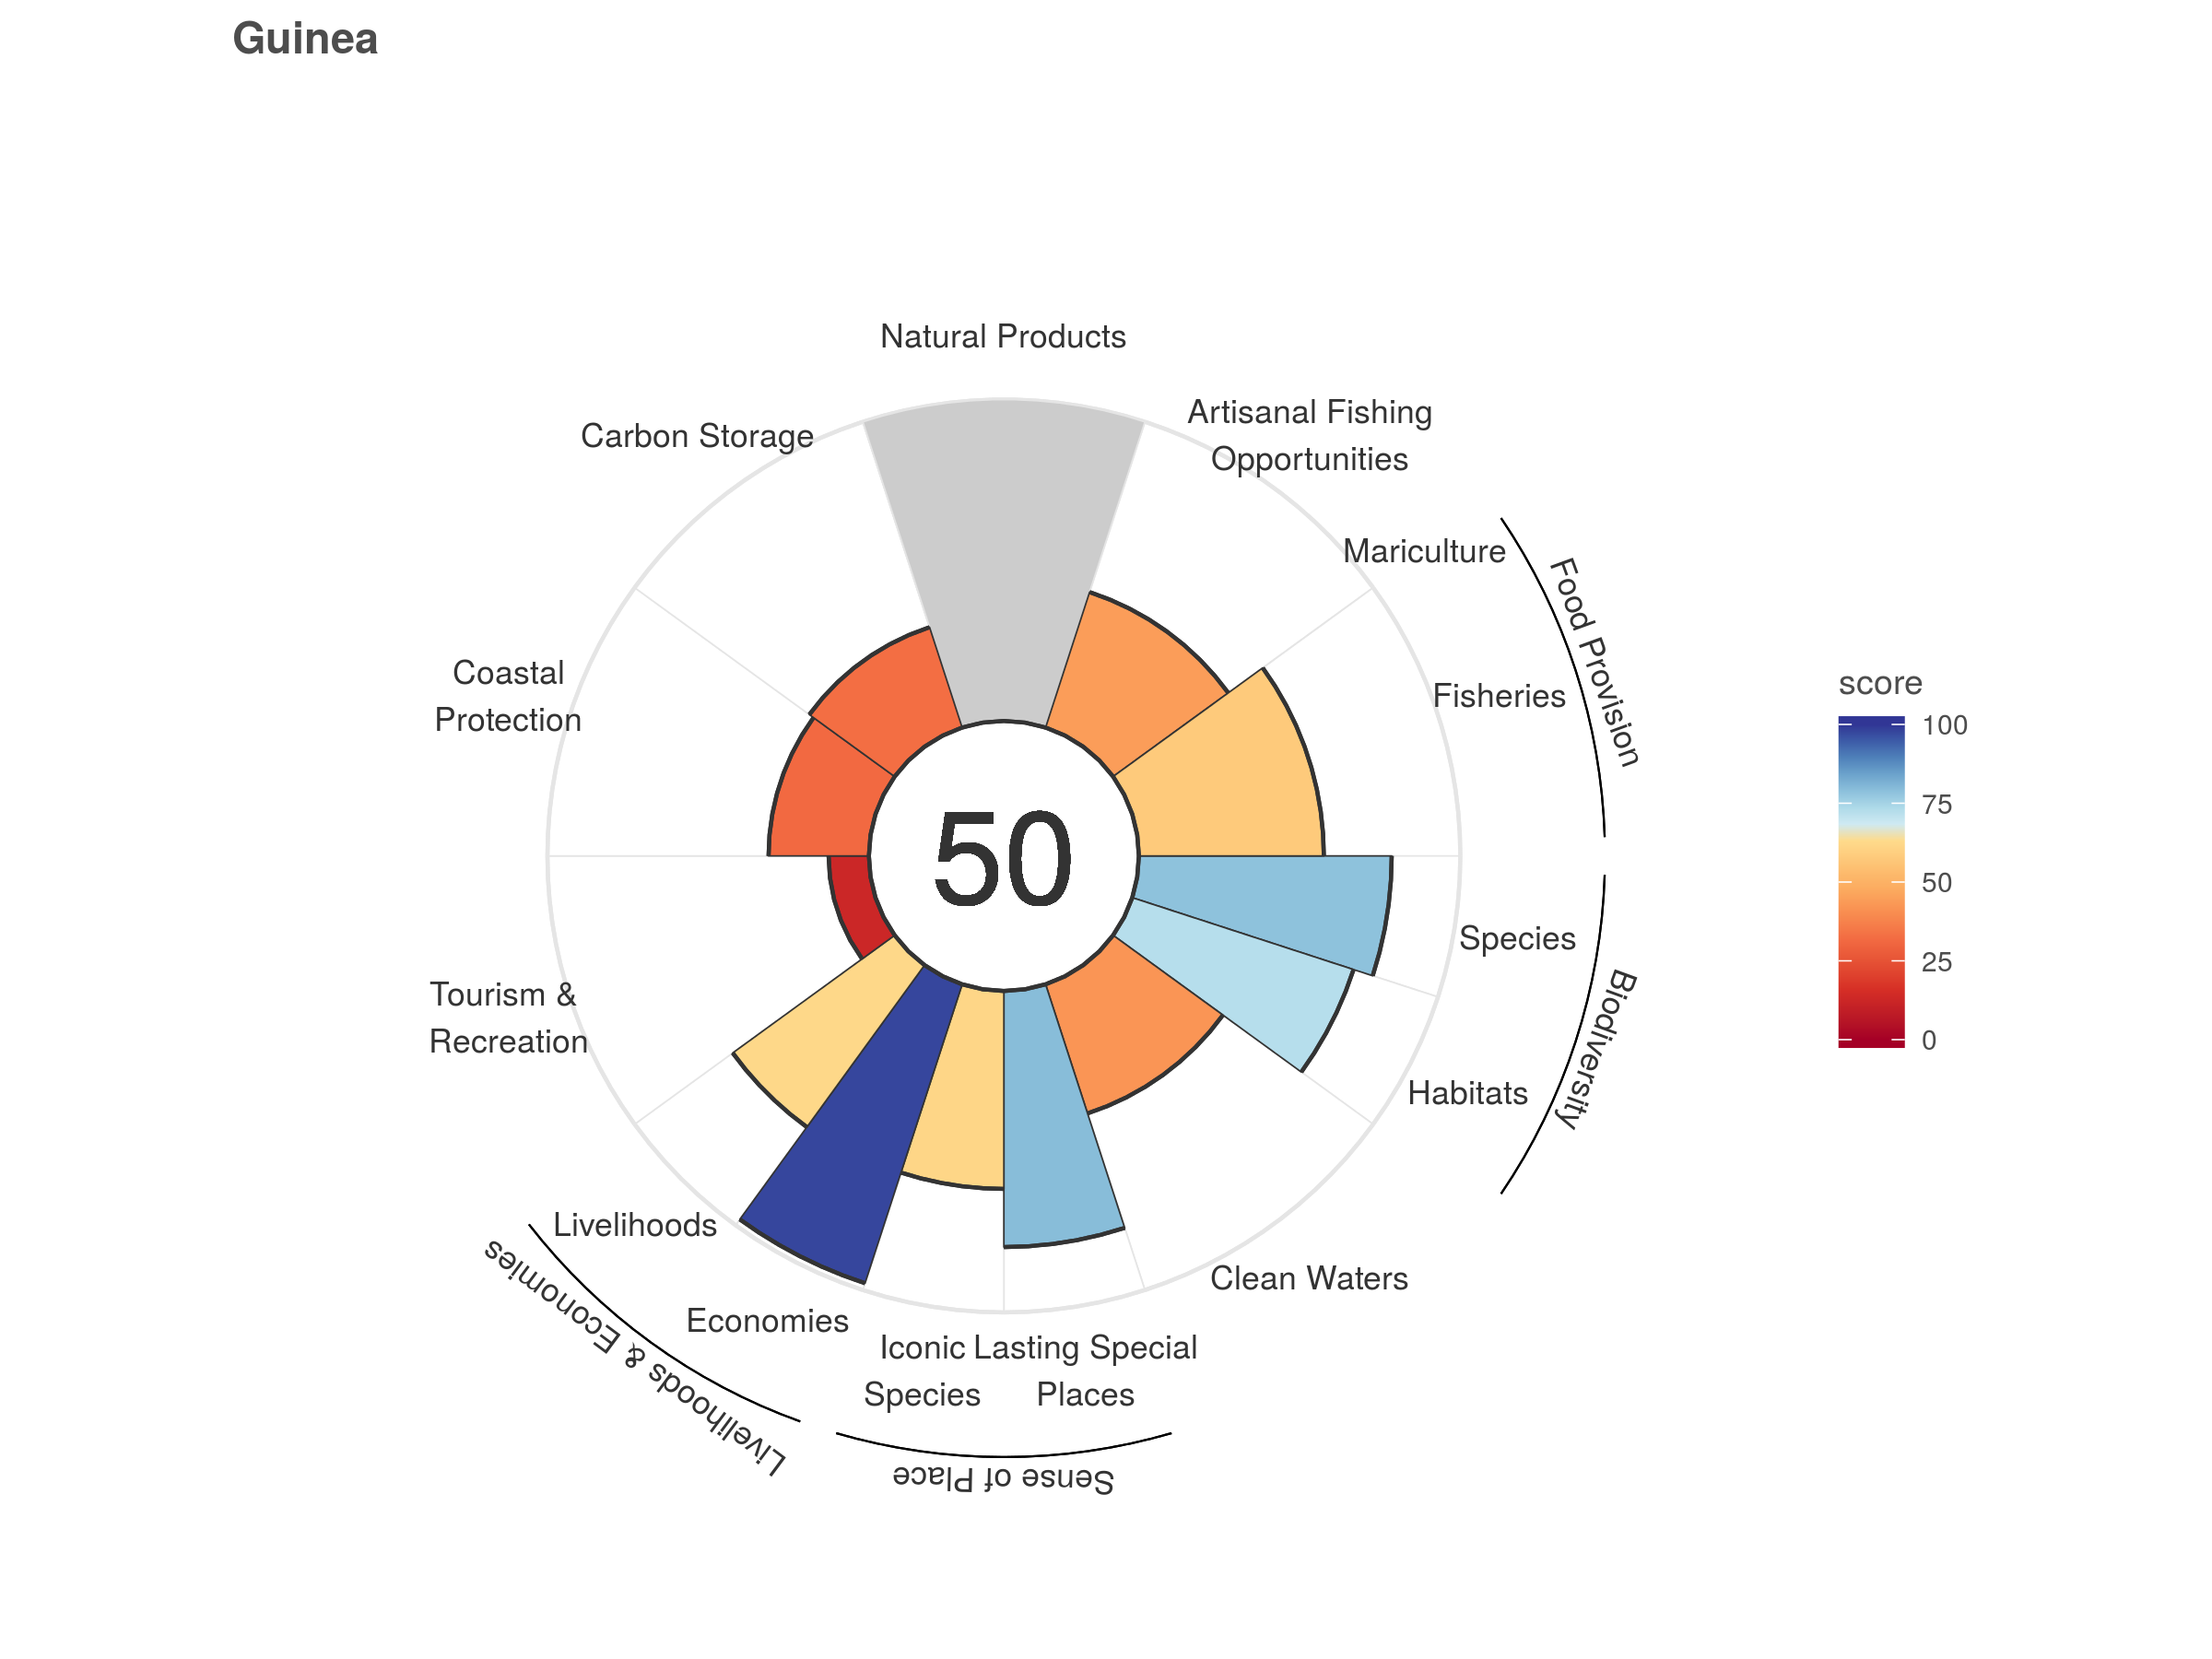 Guinea
Natural Products
Carbon Storage
Artisanal Fishing
Opportunities
Mariculture
Food Provision
Fisheries
Coastal
Protection
50
score
100
75
50
25
0
Species
Biodiversity
Habitats
Tourism &
Recreation
Livelihoods
Livelihoods & Economies
Economies
Clean Waters
Iconic
Species
Lasting Special
Places
Sense of Place